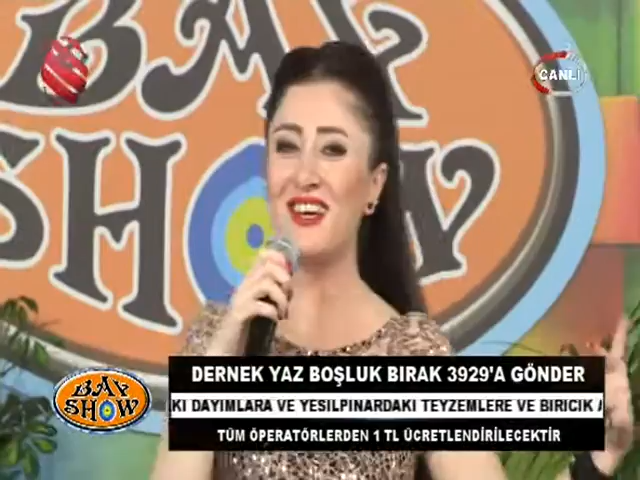 BAY
SHOW
CANLI
BAY
SHOW
DERNEK YAZ BOŞLUK BIRAK 3929'A GÖNDER
KI DAYIMLARA VE YESILPINARDAKI TEYZEMLERE VE BIRICIK
TÜM ÖPERATÖRLERDEN 1 TL ÜCRETLENDİRİLECEKTİR